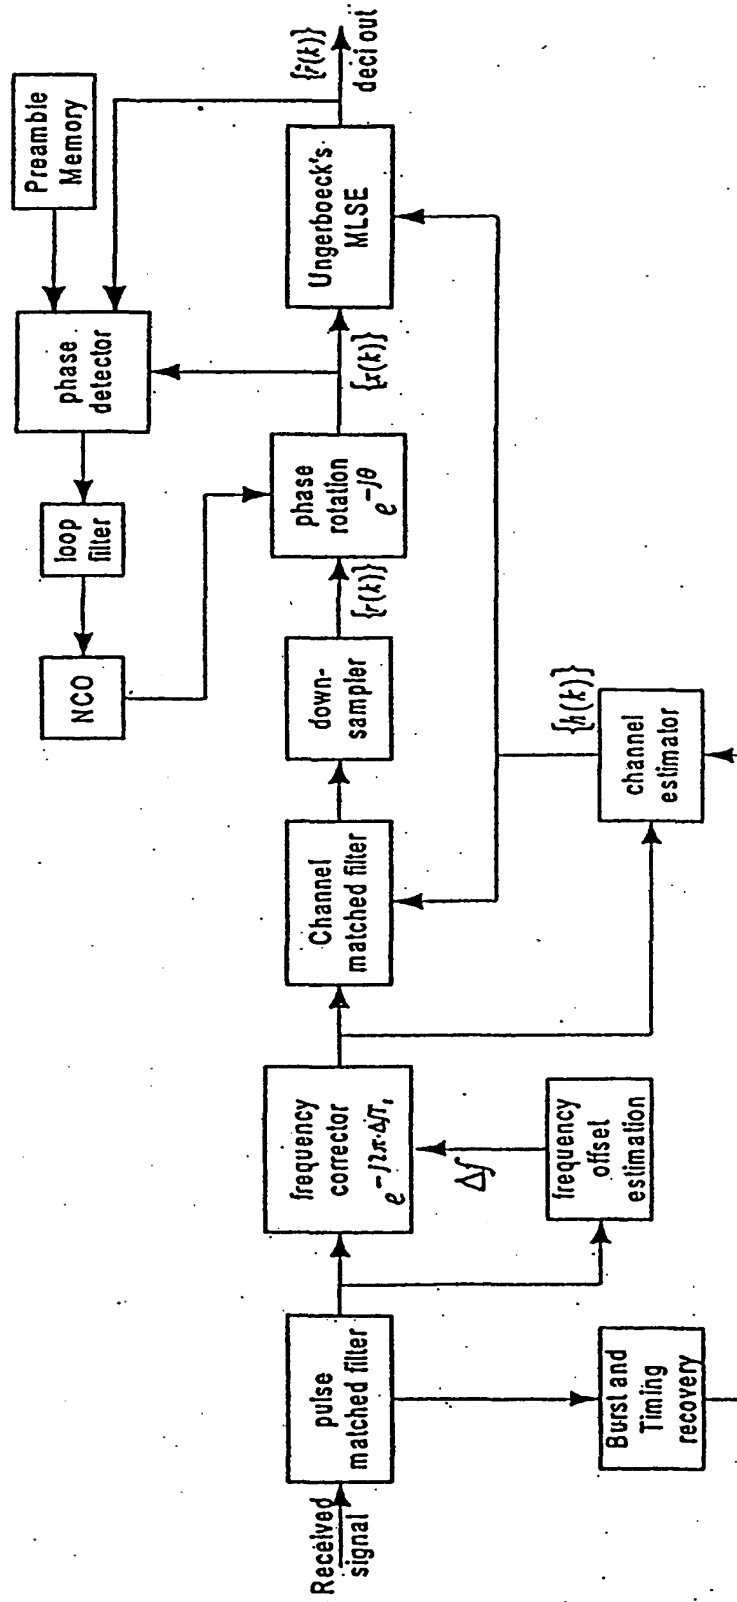 Received
signal
pulse
matched filter
Burst and
Timing
recovery
frequency
corrector
e^{-j2π·ΔfT_1}
Δf
frequency
offset
estimation
Channel
matched filter
channel
estimator
{h(k)}
down-
sampler
{r(k)}
phase
rotation
e^{-jθ}
{x(k)}
NCO
loop
filter
phase
detector
Preamble
Memory
Ungerboeck's
MLSE
{r̂(k)}
deci out